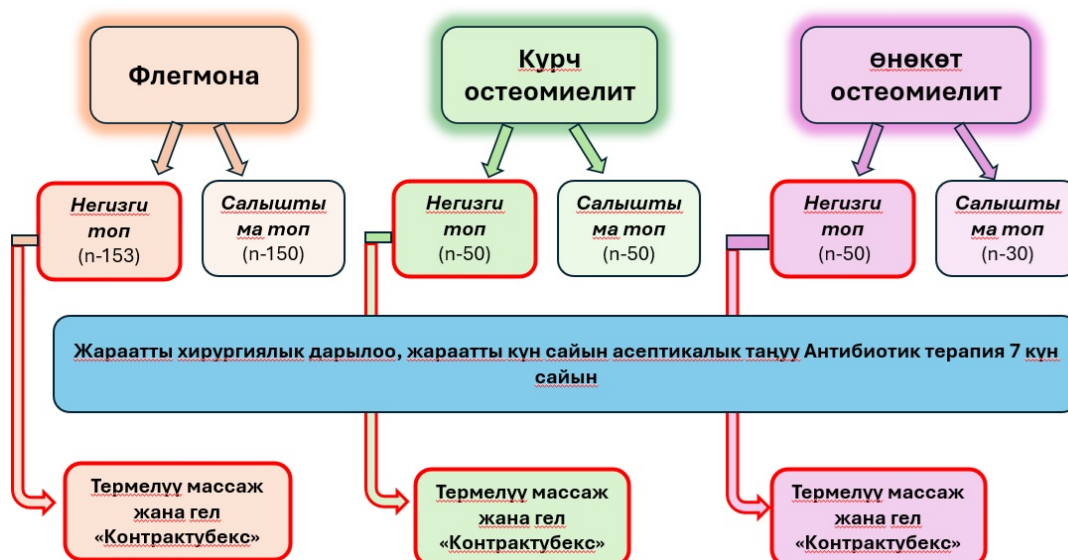 Флегмона
Курч
остеомиелит
өнөкөт
остеомиелит
Негизги
топ
(n-153)
Салышты
ма топ
(n-150)
Негизги
топ
(n-50)
Салышты
ма топ
(n-50)
Негизги
топ
(n-50)
Салышты
ма топ
(n-30)
Жараатты хирургиялык дарылоо, жараатты күн сайын асептикалык таңуу Антибиотик терапия 7 күн
сайын
Термелүү массаж
жана гел
«Контрактубекс»
Термелүү массаж
жана гел
«Контрактубекс»
Термелүү массаж
жана гел
«Контрактубекс»